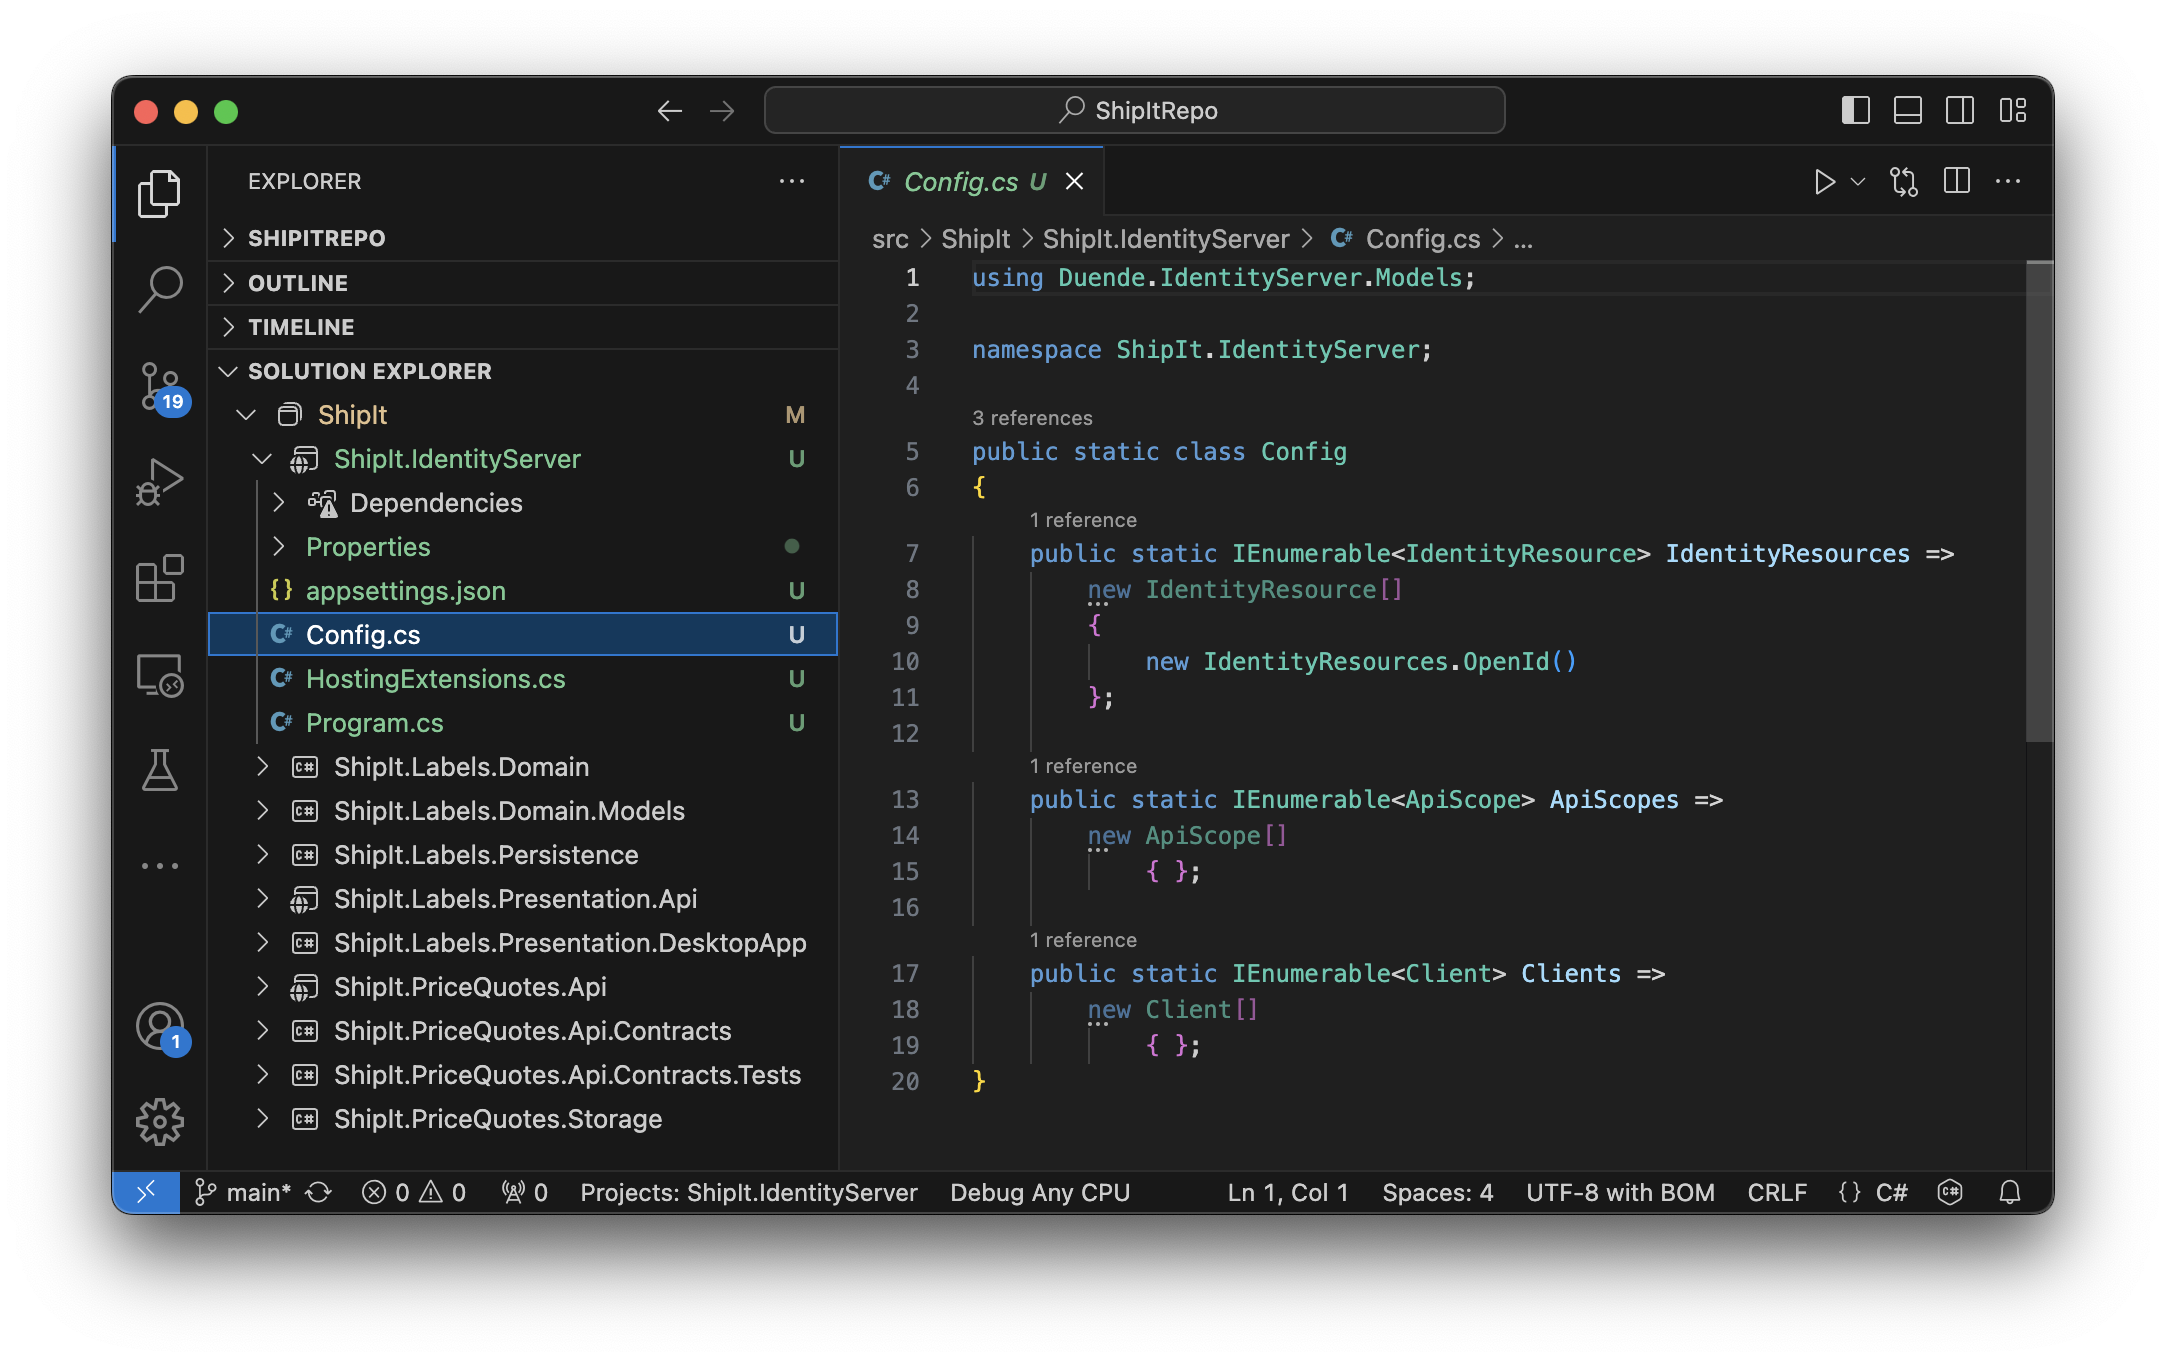 ShipItRepo
EXPLORER
SHIPITREPO
OUTLINE
TIMELINE
SOLUTION EXPLORER
ShipIt M
ShipIt.IdentityServer U
Dependencies
Properties
{} appsettings.json U
C# Config.cs U
C# HostingExtensions.cs U
C# Program.cs U
C# ShipIt.Labels.Domain
C# ShipIt.Labels.Domain.Models
C# ShipIt.Labels.Persistence
ShipIt.Labels.Presentation.Api
C# ShipIt.Labels.Presentation.DesktopApp
ShipIt.PriceQuotes.Api
C# ShipIt.PriceQuotes.Api.Contracts
C# ShipIt.PriceQuotes.Api.Contracts.Tests
C# ShipIt.PriceQuotes.Storage
19
1
C# Config.cs U
src > ShipIt > ShipIt.IdentityServer > C# Config.cs > ...
1 using Duende.IdentityServer.Models;
2
3 namespace ShipIt.IdentityServer;
4
3 references
5 public static class Config
6 {
1 reference
7 public static IEnumerable<IdentityResource> IdentityResources =>
8 new IdentityResource[]
9 {
10 new IdentityResources.OpenId()
11 };
12
1 reference
13 public static IEnumerable<ApiScope> ApiScopes =>
14 new ApiScope[]
15 { };
16
1 reference
17 public static IEnumerable<Client> Clients =>
18 new Client[]
19 { };
20 }
main* 0 0 0 Projects: ShipIt.IdentityServer Debug Any CPU Ln 1, Col 1 Spaces: 4 UTF-8 with BOM CRLF {} C# C#